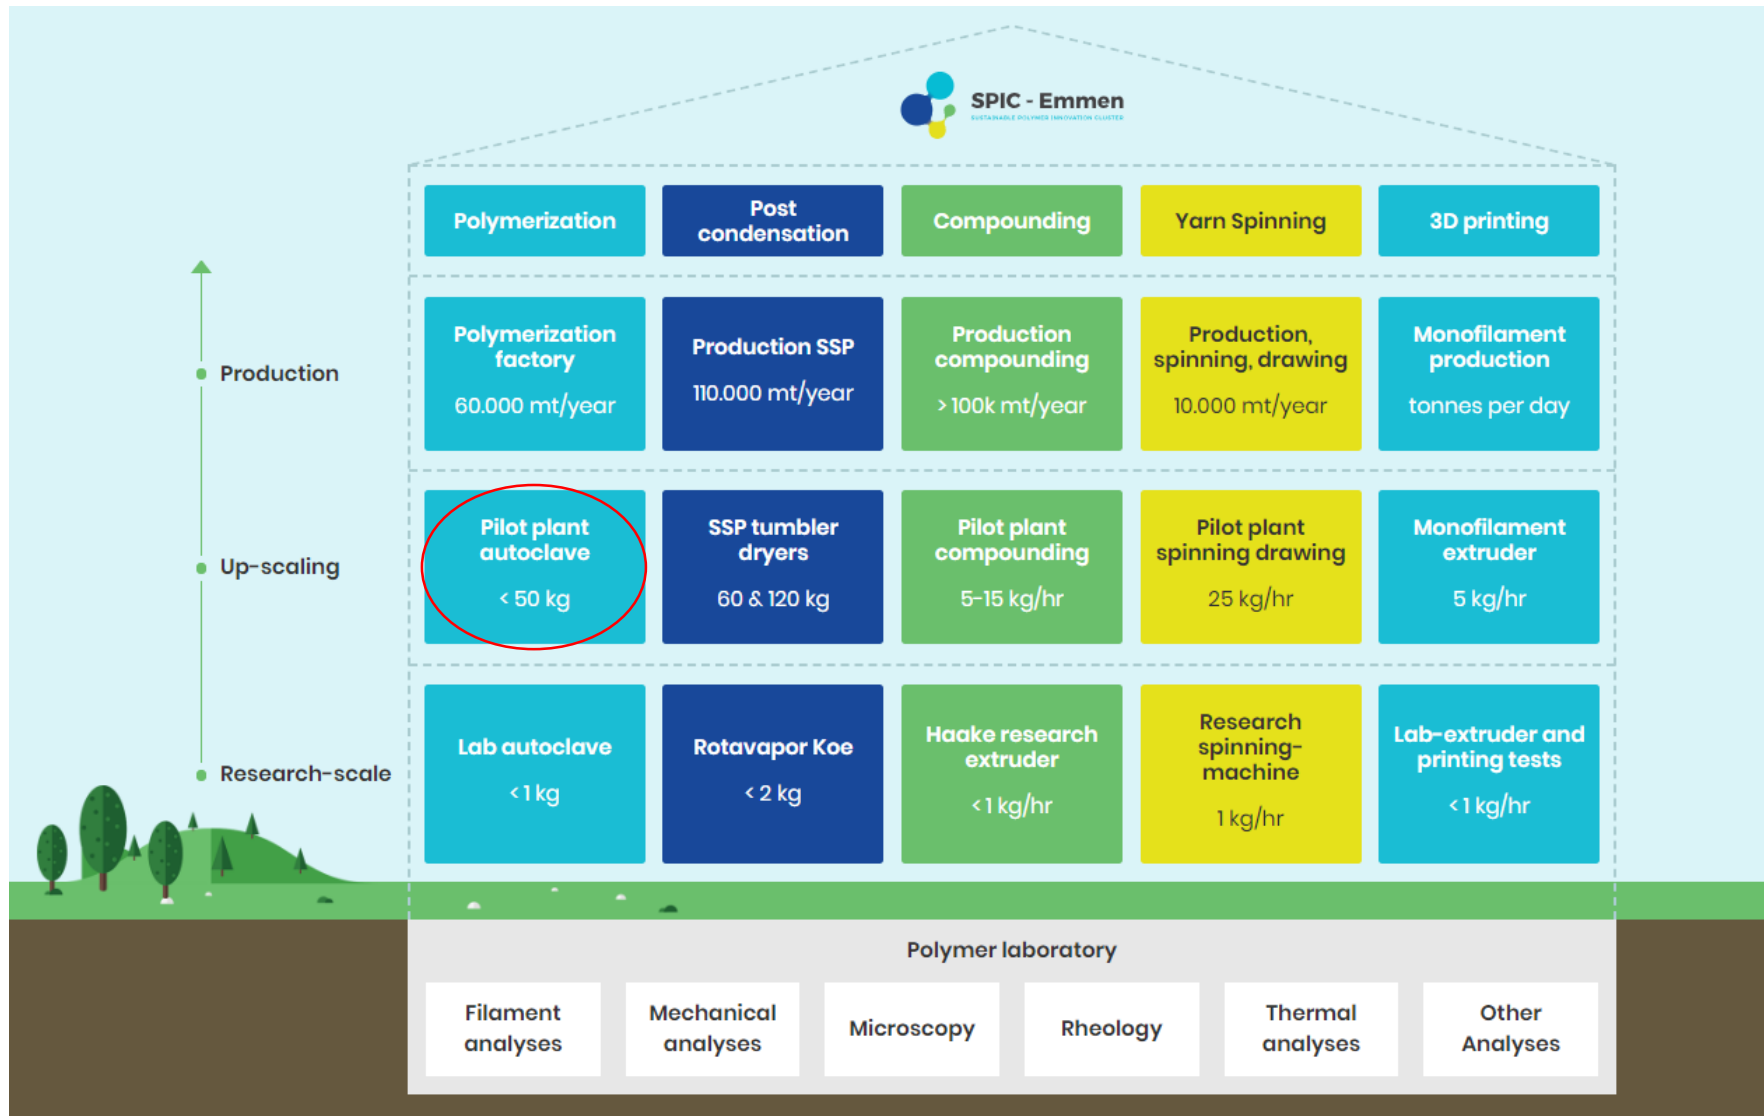 SPIC - Emmen
SUSTAINABLE POLYMER INNOVATION CLUSTER
Polymerization
Post
condensation
Compounding
Yarn Spinning
3D printing
Production
Polymerization
factory
60.000 mt/year
Production SSP
110.000 mt/year
Production
compounding
> 100k mt/year
Production,
spinning, drawing
10.000 mt/year
Monofilament
production
tonnes per day
Up-scaling
Pilot plant
autoclave
< 50 kg
SSP tumbler
dryers
60 & 120 kg
Pilot plant
compounding
5-15 kg/hr
Pilot plant
spinning drawing
25 kg/hr
Monofilament
extruder
5 kg/hr
Research-scale
Lab autoclave
< 1 kg
Rotavapor Koe
< 2 kg
Haake research
extruder
< 1 kg/hr
Research
spinning-
machine
1 kg/hr
Lab-extruder and
printing tests
< 1 kg/hr
Polymer laboratory
Filament
analyses
Mechanical
analyses
Microscopy
Rheology
Thermal
analyses
Other
Analyses